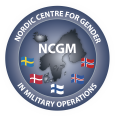 NORDIC CENTRE FOR GENDER
NCGM
IN MILITARY OPERATIONS